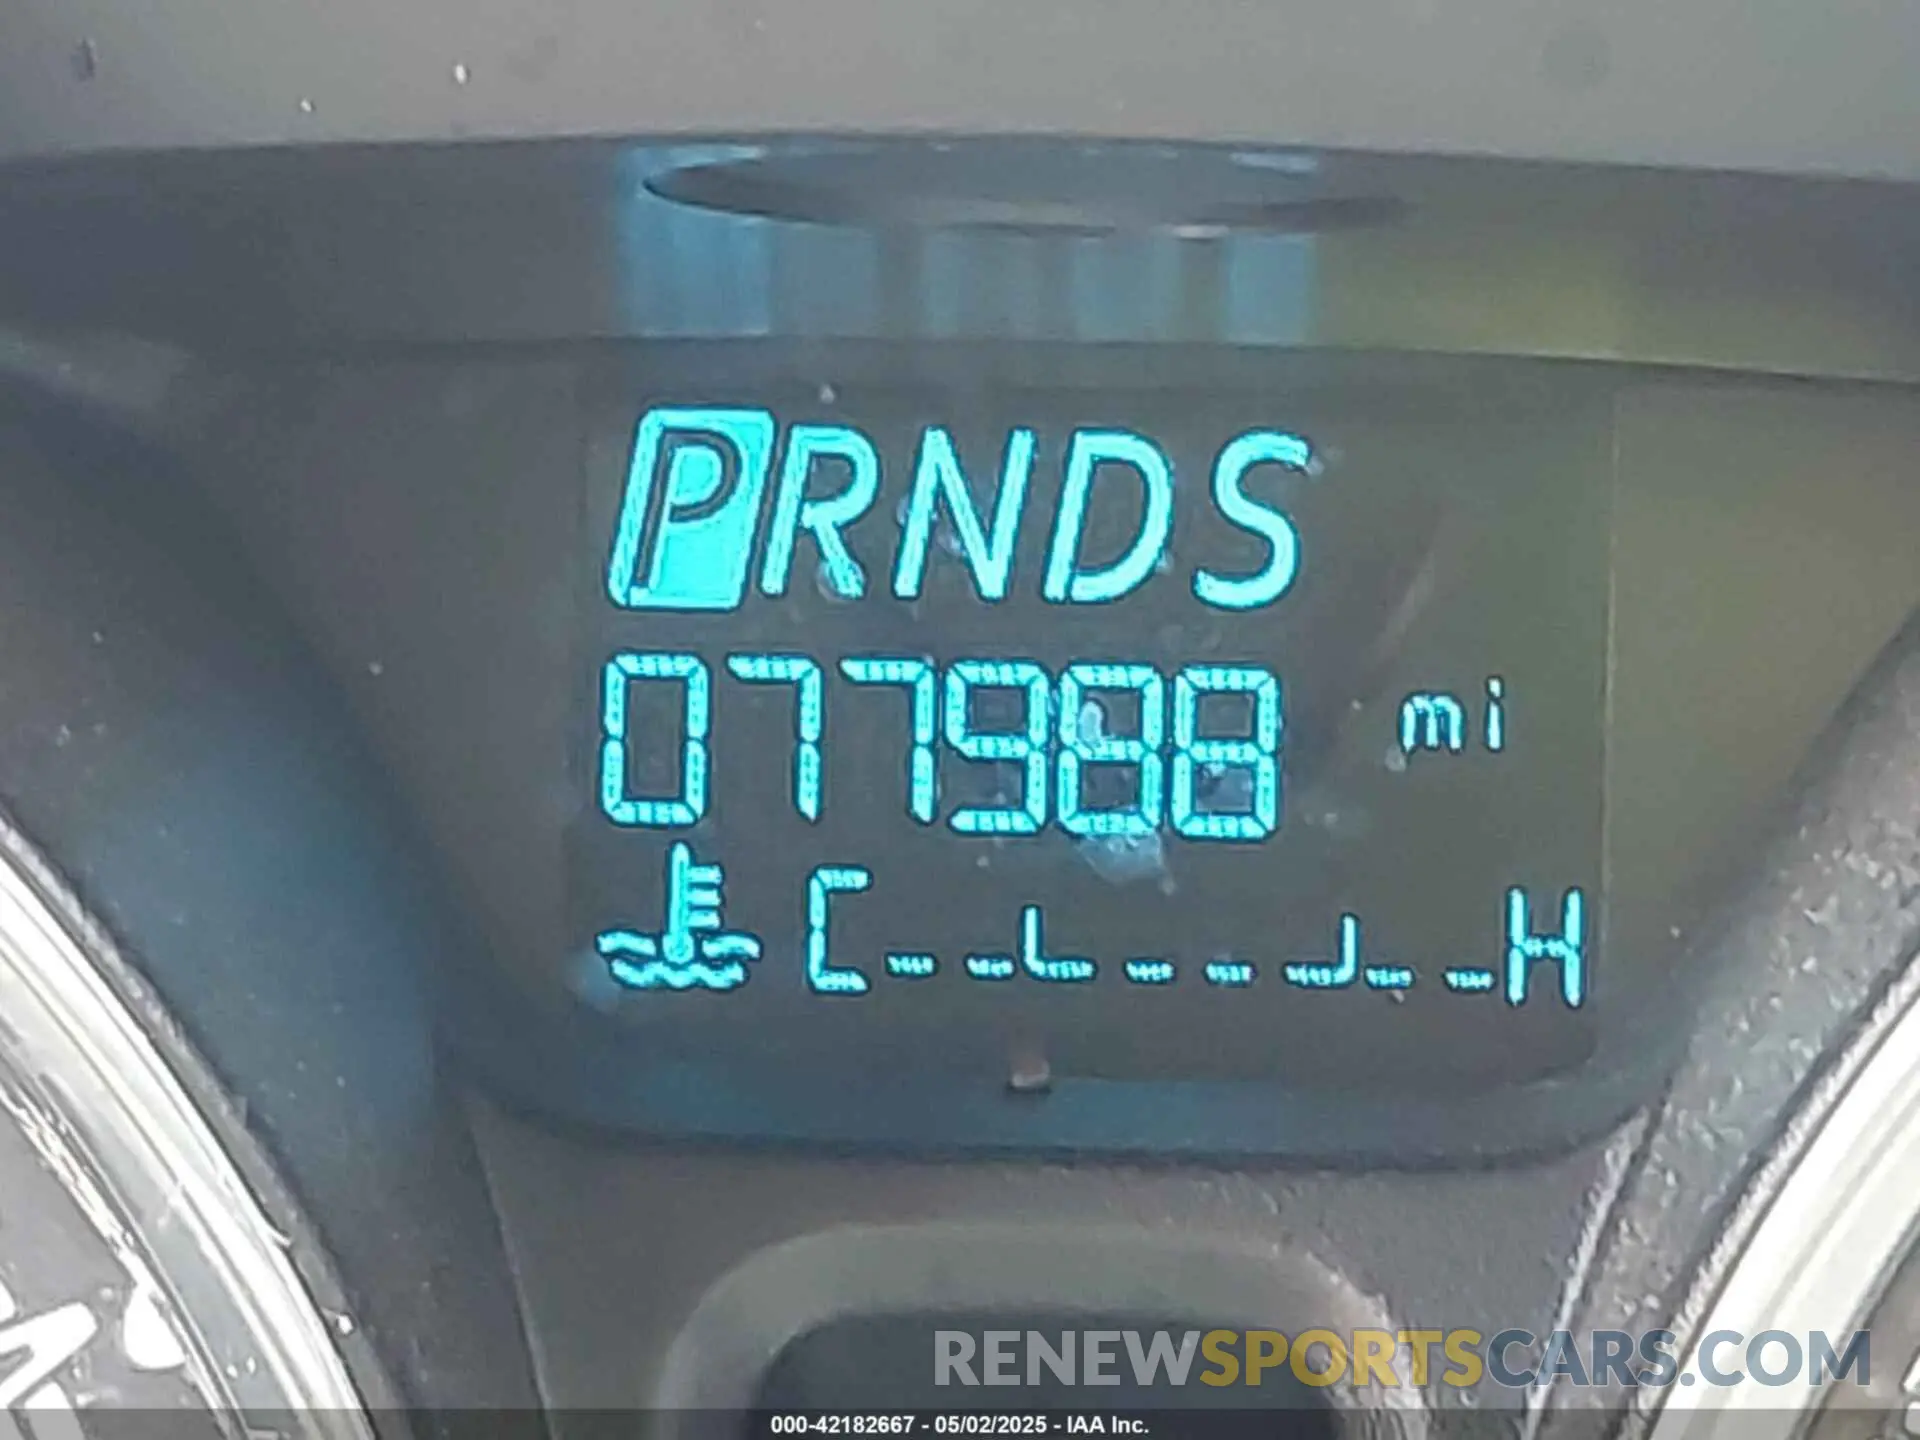 PRNDS
077988 mi
C H
RENEWSPORTSCARS.COM
000-42182667 - 05/02/2025 - IAA Inc.